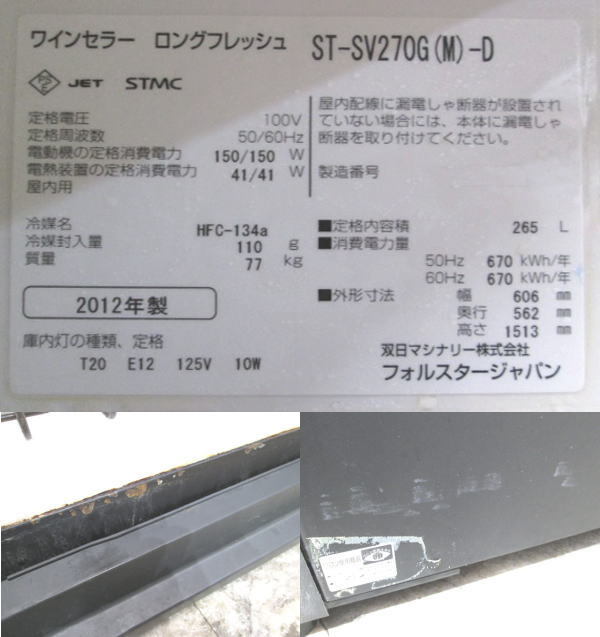 ワインセラー ロングフレッシュ ST-SV270G(M)-D
JET STMC
定格電圧 100V
定格周波数 50/60Hz
電動機の定格消費電力 150/150 W
電熱装置の定格消費電力 41/41 W
屋内用
屋内配線に漏電しゃ断器が設置され
ていない場合には、本体に漏電しゃ
断器を取り付けてください。
製造番号
冷媒名 HFC-134a
冷媒封入量 110 g
質量 77 kg
■定格内容積 265 L
■消費電力量
50Hz 670 kWh/年
60Hz 670 kWh/年
■外形寸法 幅 606 mm
奥行 562 mm
高さ 1513 mm
2012年製
庫内灯の種類、定格
T20 E12 125V 10W
双日マシナリー株式会社
フォルスタージャパン